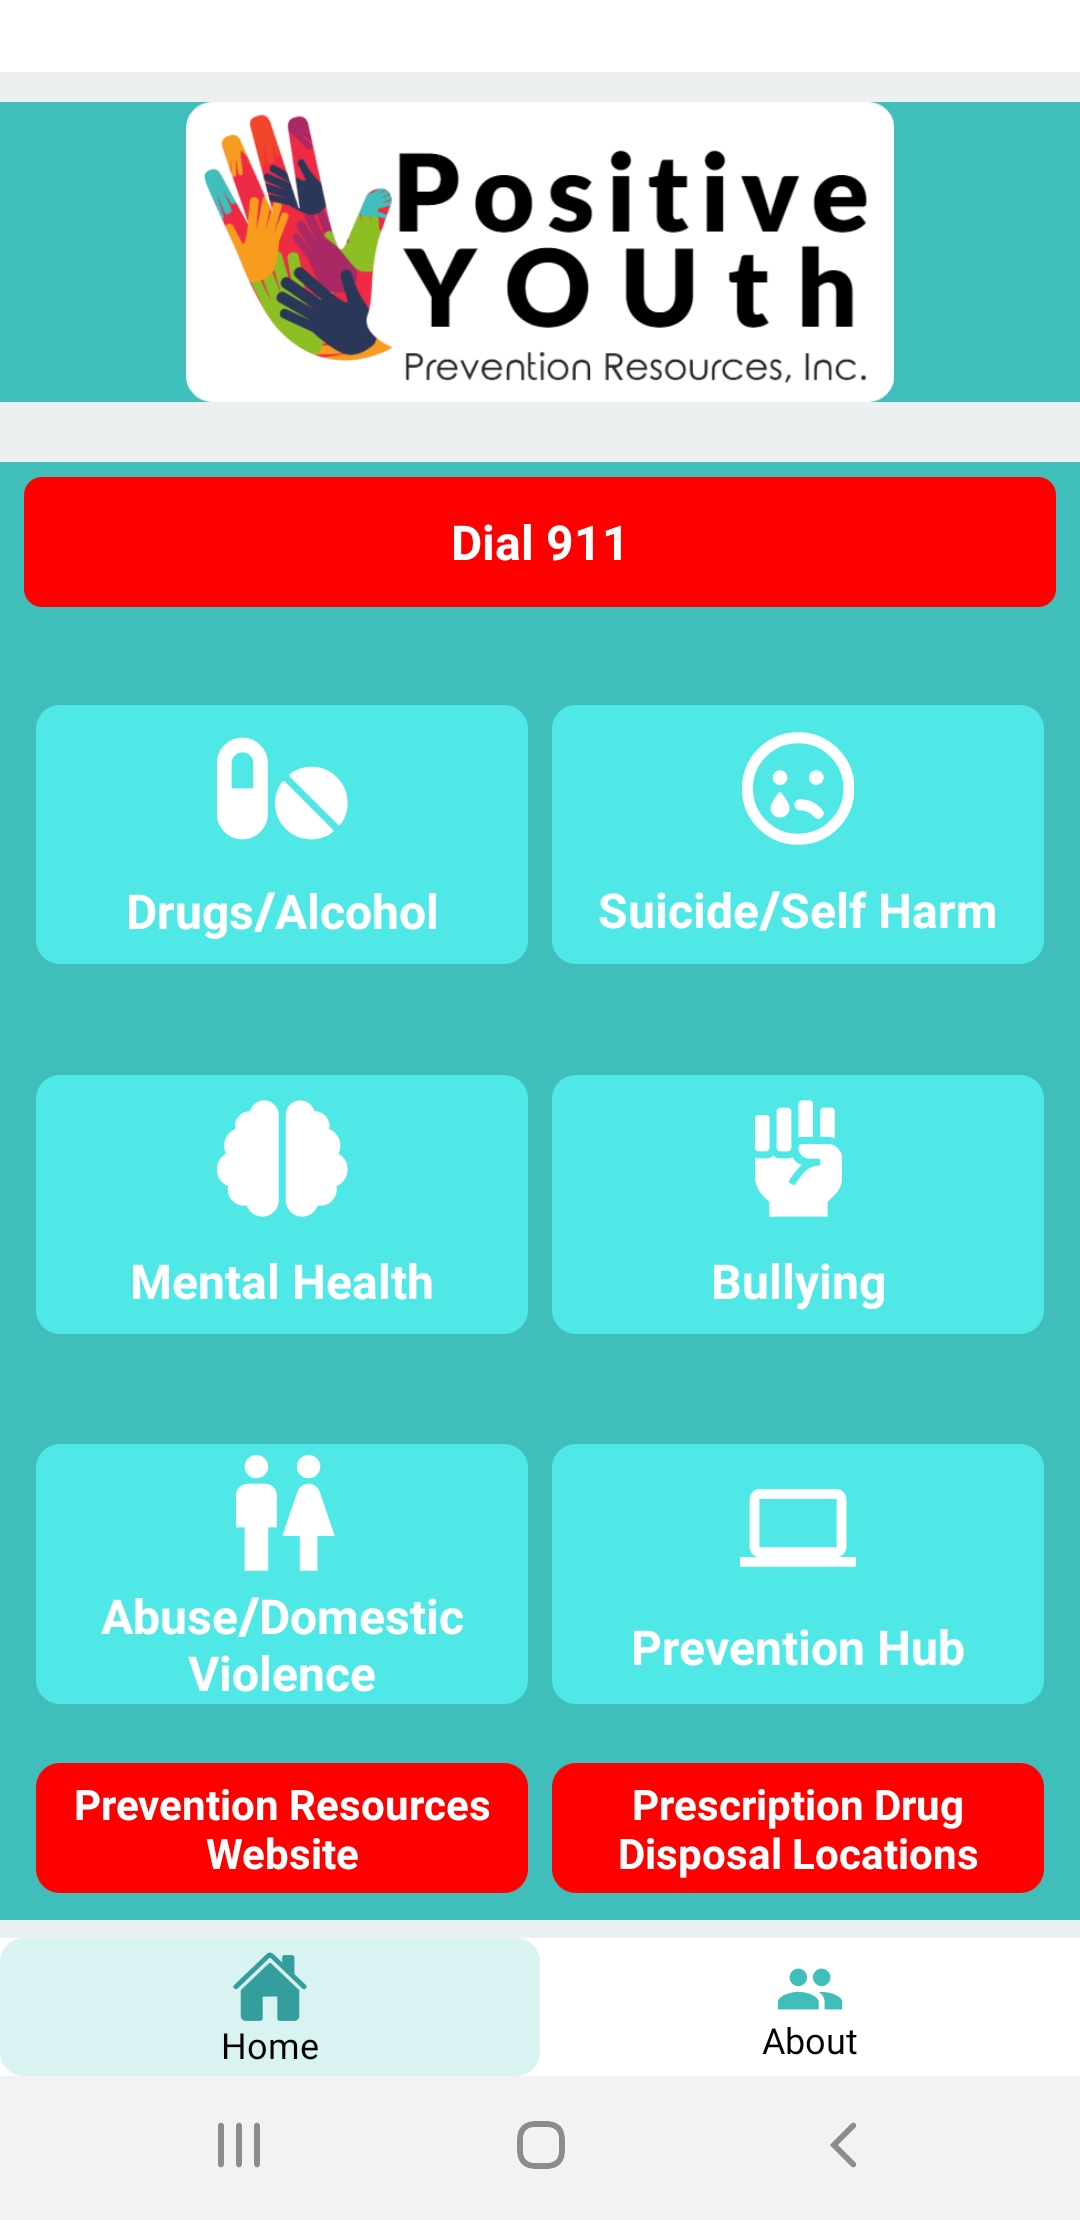 Positive
YOUth
Prevention Resources, Inc.
Dial 911
Drugs/Alcohol
Suicide/Self Harm
Mental Health
Bullying
Abuse/Domestic
Violence
Prevention Hub
Prevention Resources
Website
Prescription Drug
Disposal Locations
Home
About